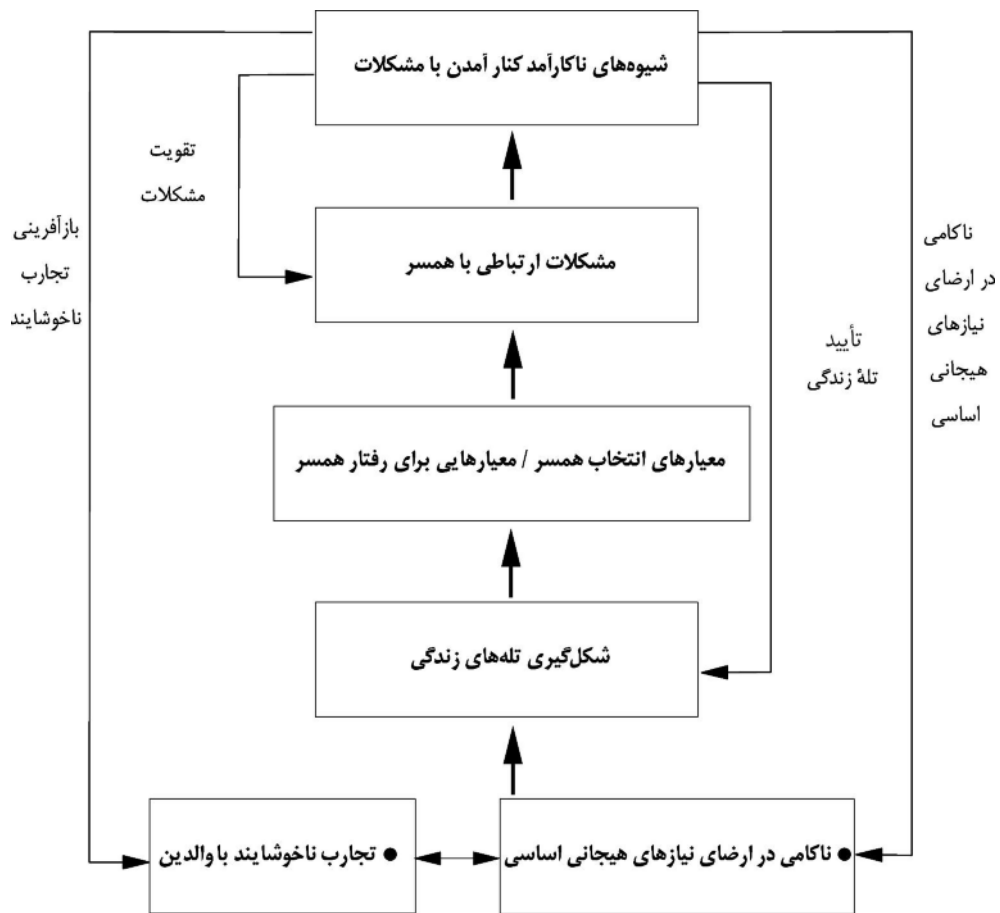 شیوه‌های ناکارآمد کنار آمدن با مشکلات
تقویت
مشکلات
بازآفرینی
تجارب
ناخوشایند
ناکامی
در ارضای
نیازهای
هیجانی
اساسی
مشکلات ارتباطی با همسر
تأیید
تلهٔ زندگی
معیارهای انتخاب همسر / معیارهایی برای رفتار همسر
شکل‌گیری تله‌های زندگی
● ناکامی در ارضای نیازهای هیجانی اساسی
● تجارب ناخوشایند با والدین